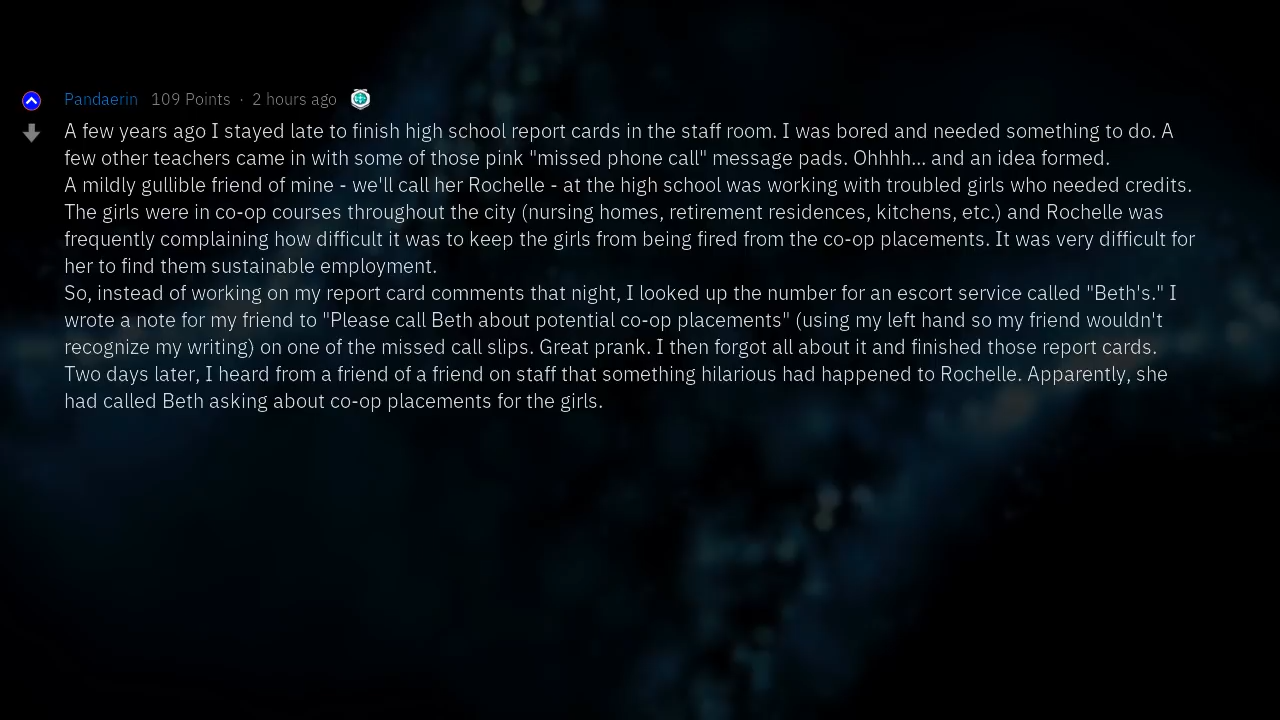 Pandaerin 109 Points · 2 hours ago
A few years ago I stayed late to finish high school report cards in the staff room. I was bored and needed something to do. A
few other teachers came in with some of those pink "missed phone call" message pads. Ohhhh... and an idea formed.
A mildly gullible friend of mine - we'll call her Rochelle - at the high school was working with troubled girls who needed credits.
The girls were in co-op courses throughout the city (nursing homes, retirement residences, kitchens, etc.) and Rochelle was
frequently complaining how difficult it was to keep the girls from being fired from the co-op placements. It was very difficult for
her to find them sustainable employment.
So, instead of working on my report card comments that night, I looked up the number for an escort service called "Beth's." I
wrote a note for my friend to "Please call Beth about potential co-op placements" (using my left hand so my friend wouldn't
recognize my writing) on one of the missed call slips. Great prank. I then forgot all about it and finished those report cards.
Two days later, I heard from a friend of a friend on staff that something hilarious had happened to Rochelle. Apparently, she
had called Beth asking about co-op placements for the girls.